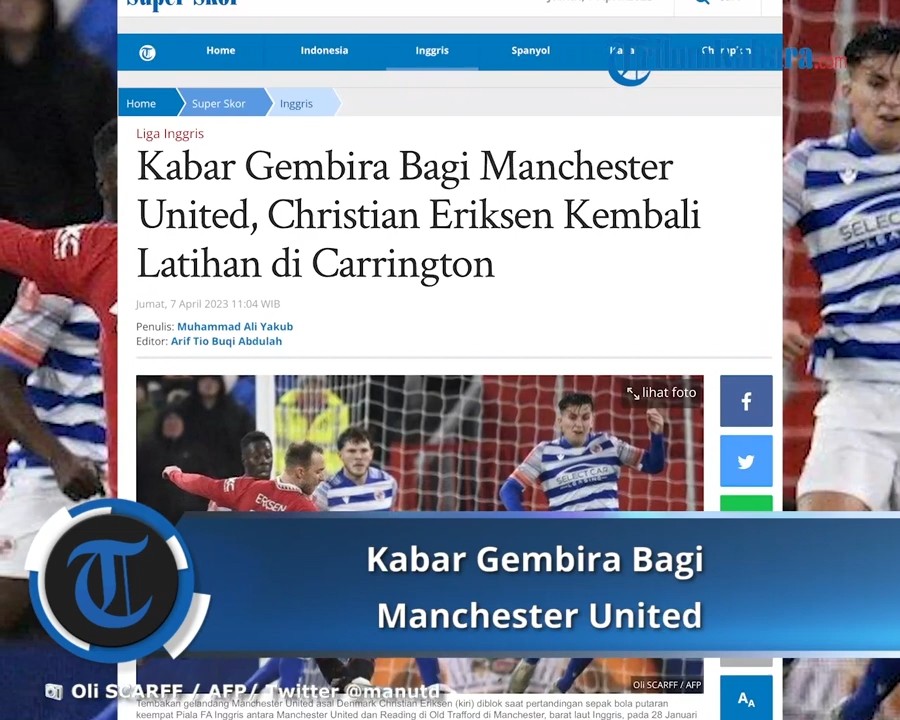 Super Skor
Home Indonesia Inggris Spanyol
Home Super Skor Inggris
Liga Inggris
Kabar Gembira Bagi Manchester
United, Christian Eriksen Kembali
Latihan di Carrington
Jumat, 7 April 2023 11:04 WIB
Penulis: Muhammad Ali Yakub
Editor: Arif Tio Buqi Abdulah
lihat foto
ERIKSEN
SELECT CAR
Kabar Gembira Bagi
Manchester United
Oli SCARFF / AFP
Oli SCARFF / AFP/ Twitter @manutd
Tembakan gelandang Manchester United asal Denmark Christian Eriksen (kiri) diblok saat pertandingan sepak bola putaran
keempat Piala FA Inggris antara Manchester United dan Reading di Old Trafford di Manchester, barat laut Inggris, pada 28 Januari